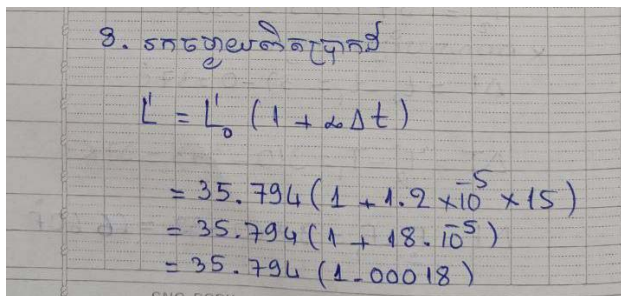 ១. រកចម្ងាយពិតប្រាកដ
L' = L'₀ (1 + αΔt)
= 35.794 (1 + 1.2 ×10⁻⁵ × 15)
= 35.794 (1 + 18.10⁻⁵)
= 35.794 (1.00018)